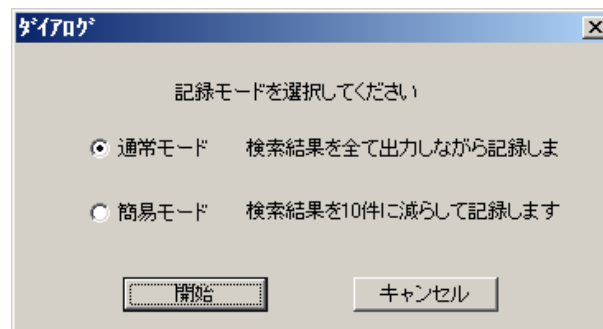 ﾀﾞｲｱﾛｸﾞ
記録モードを選択してください
通常モード 検索結果を全て出力しながら記録しま
簡易モード 検索結果を10件に減らして記録します
開始 キャンセル